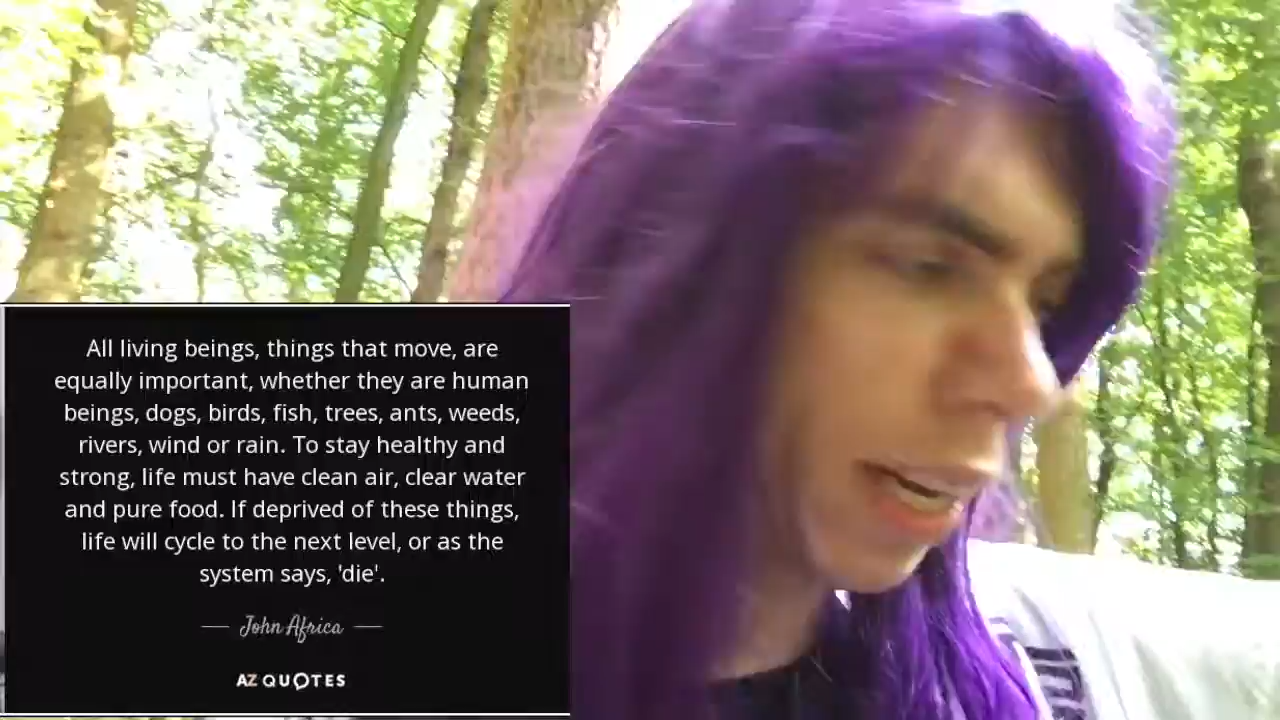 All living beings, things that move, are
equally important, whether they are human
beings, dogs, birds, fish, trees, ants, weeds,
rivers, wind or rain. To stay healthy and
strong, life must have clean air, clear water
and pure food. If deprived of these things,
life will cycle to the next level, or as the
system says, 'die'.
John Africa
AZ QUOTES